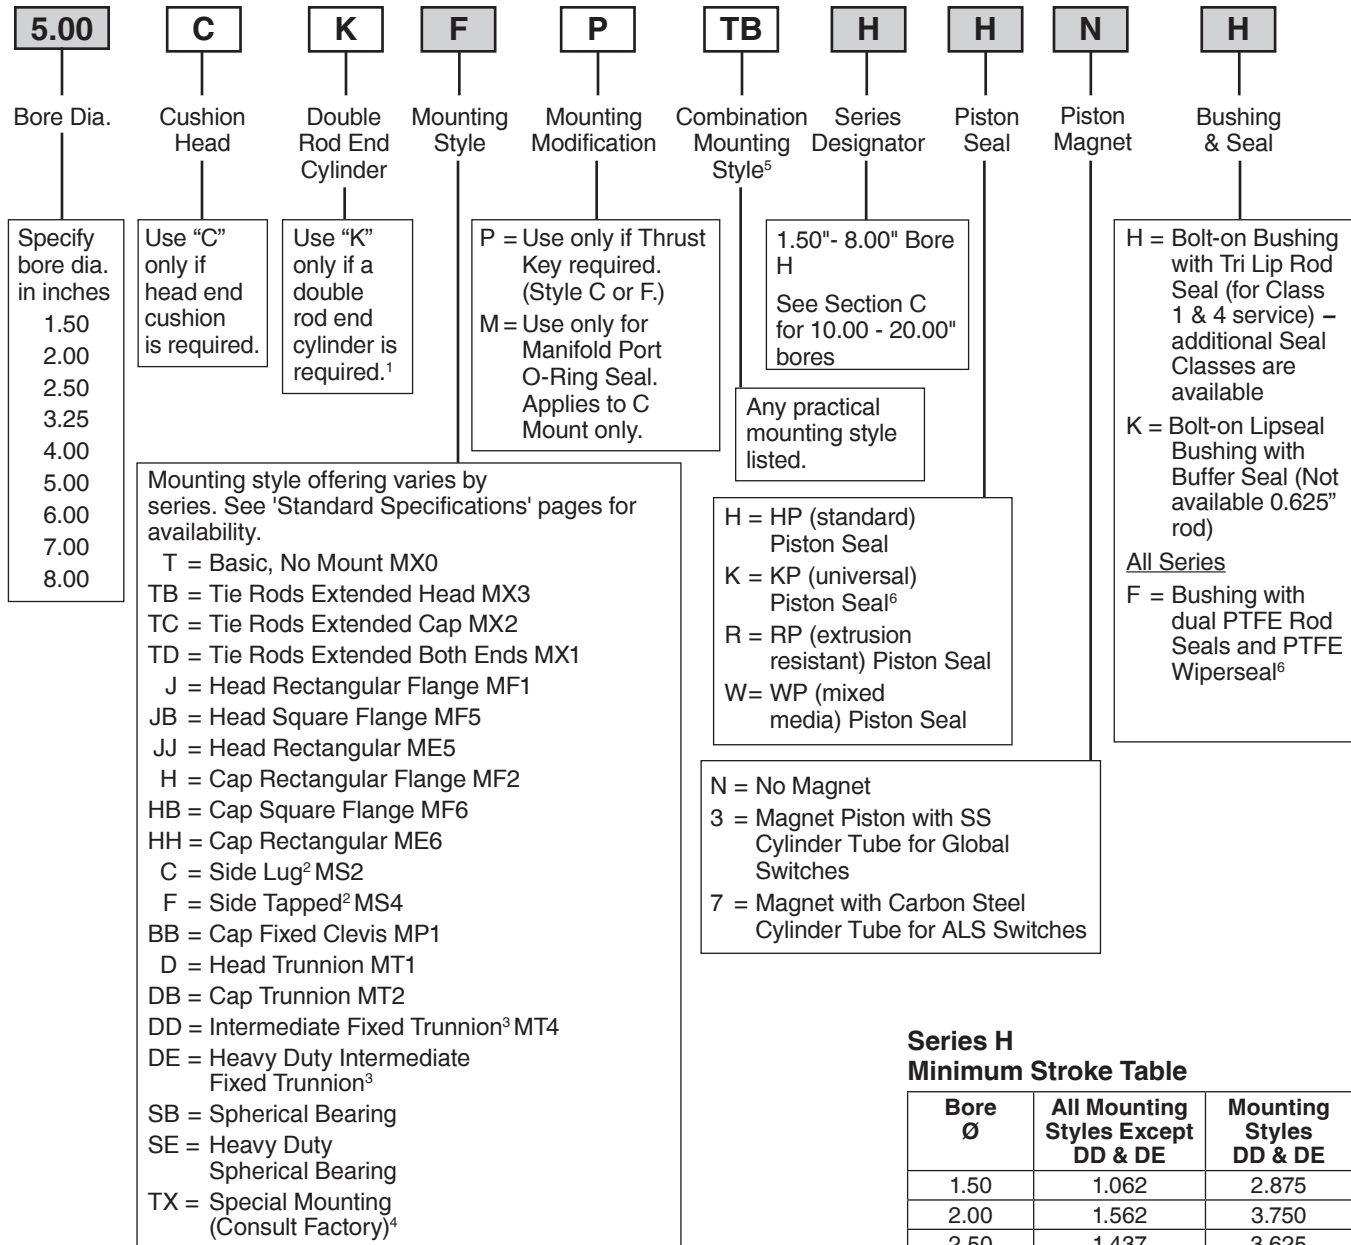 5.00 C K F P TB H H N H
Bore Dia.
Cushion
Head
Double
Rod End
Cylinder
Mounting
Style
Mounting
Modification
Combination
Mounting
Style5
Series
Designator
Piston
Seal
Piston
Magnet
Bushing
& Seal
Specify
bore dia.
in inches
1.50
2.00
2.50
3.25
4.00
5.00
6.00
7.00
8.00
Use “C”
only if
head end
cushion
is required.
Use “K”
only if a
double
rod end
cylinder is
required.1
P = Use only if Thrust
Key required.
(Style C or F.)
M = Use only for
Manifold Port
O-Ring Seal.
Applies to C
Mount only.
1.50"- 8.00" Bore
H
See Section C
for 10.00 - 20.00"
bores
Any practical
mounting style
listed.
H = Bolt-on Bushing
with Tri Lip Rod
Seal (for Class
1 & 4 service) –
additional Seal
Classes are
available
K = Bolt-on Lipseal
Bushing with
Buffer Seal (Not
available 0.625”
rod)
All Series
F = Bushing with
dual PTFE Rod
Seals and PTFE
Wiperseal6
Mounting style offering varies by
series. See 'Standard Specifications' pages for
availability.
T = Basic, No Mount MX0
TB = Tie Rods Extended Head MX3
TC = Tie Rods Extended Cap MX2
TD = Tie Rods Extended Both Ends MX1
J = Head Rectangular Flange MF1
JB = Head Square Flange MF5
JJ = Head Rectangular ME5
H = Cap Rectangular Flange MF2
HB = Cap Square Flange MF6
HH = Cap Rectangular ME6
C = Side Lug2 MS2
F = Side Tapped2 MS4
BB = Cap Fixed Clevis MP1
D = Head Trunnion MT1
DB = Cap Trunnion MT2
DD = Intermediate Fixed Trunnion3 MT4
DE = Heavy Duty Intermediate
Fixed Trunnion3
SB = Spherical Bearing
SE = Heavy Duty
Spherical Bearing
TX = Special Mounting
(Consult Factory)4
H = HP (standard)
Piston Seal
K = KP (universal)
Piston Seal6
R = RP (extrusion
resistant) Piston Seal
W= WP (mixed
media) Piston Seal
N = No Magnet
3 = Magnet Piston with SS
Cylinder Tube for Global
Switches
7 = Magnet with Carbon Steel
Cylinder Tube for ALS Switches
Series H
Minimum Stroke Table
Bore
Ø
All Mounting
Styles Except
DD & DE
Mounting
Styles
DD & DE
1.50 1.062 2.875
2.00 1.562 3.750
2.50 1.437 3.625